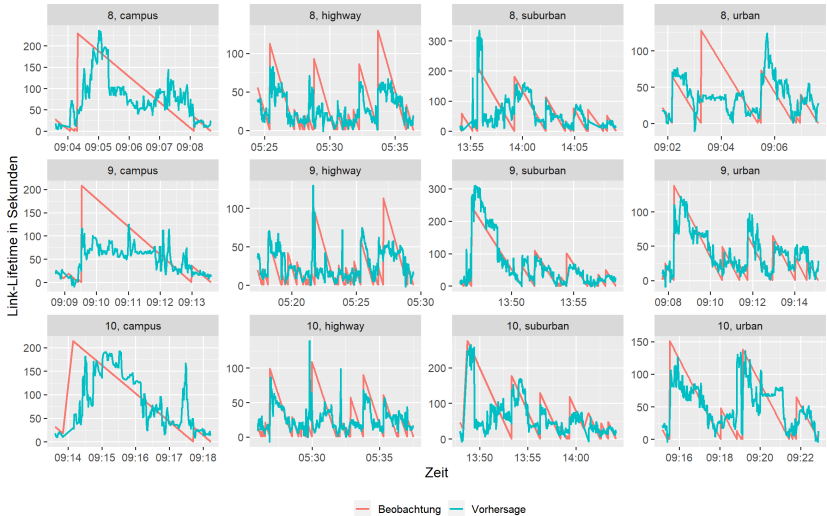 8, campus 8, highway 8, suburban 8, urban
200
150
100
50
0
09:04 09:05 09:06 09:07 09:08
100
50
0
05:25 05:30 05:35
300
200
100
0
13:55 14:00 14:05
100
50
0
09:02 09:04 09:06
9, campus 9, highway 9, suburban 9, urban
200
150
100
50
0
09:09 09:10 09:11 09:12 09:13
100
50
0
05:20 05:25 05:30
300
200
100
0
13:50 13:55
100
50
0
09:08 09:10 09:12 09:14
10, campus 10, highway 10, suburban 10, urban
200
150
100
50
0
09:14 09:15 09:16 09:17 09:18
100
50
0
05:30 05:35
200
100
0
13:50 13:55 14:00
150
100
50
0
09:16 09:18 09:20 09:22
Link-Lifetime in Sekunden
Zeit
Beobachtung Vorhersage